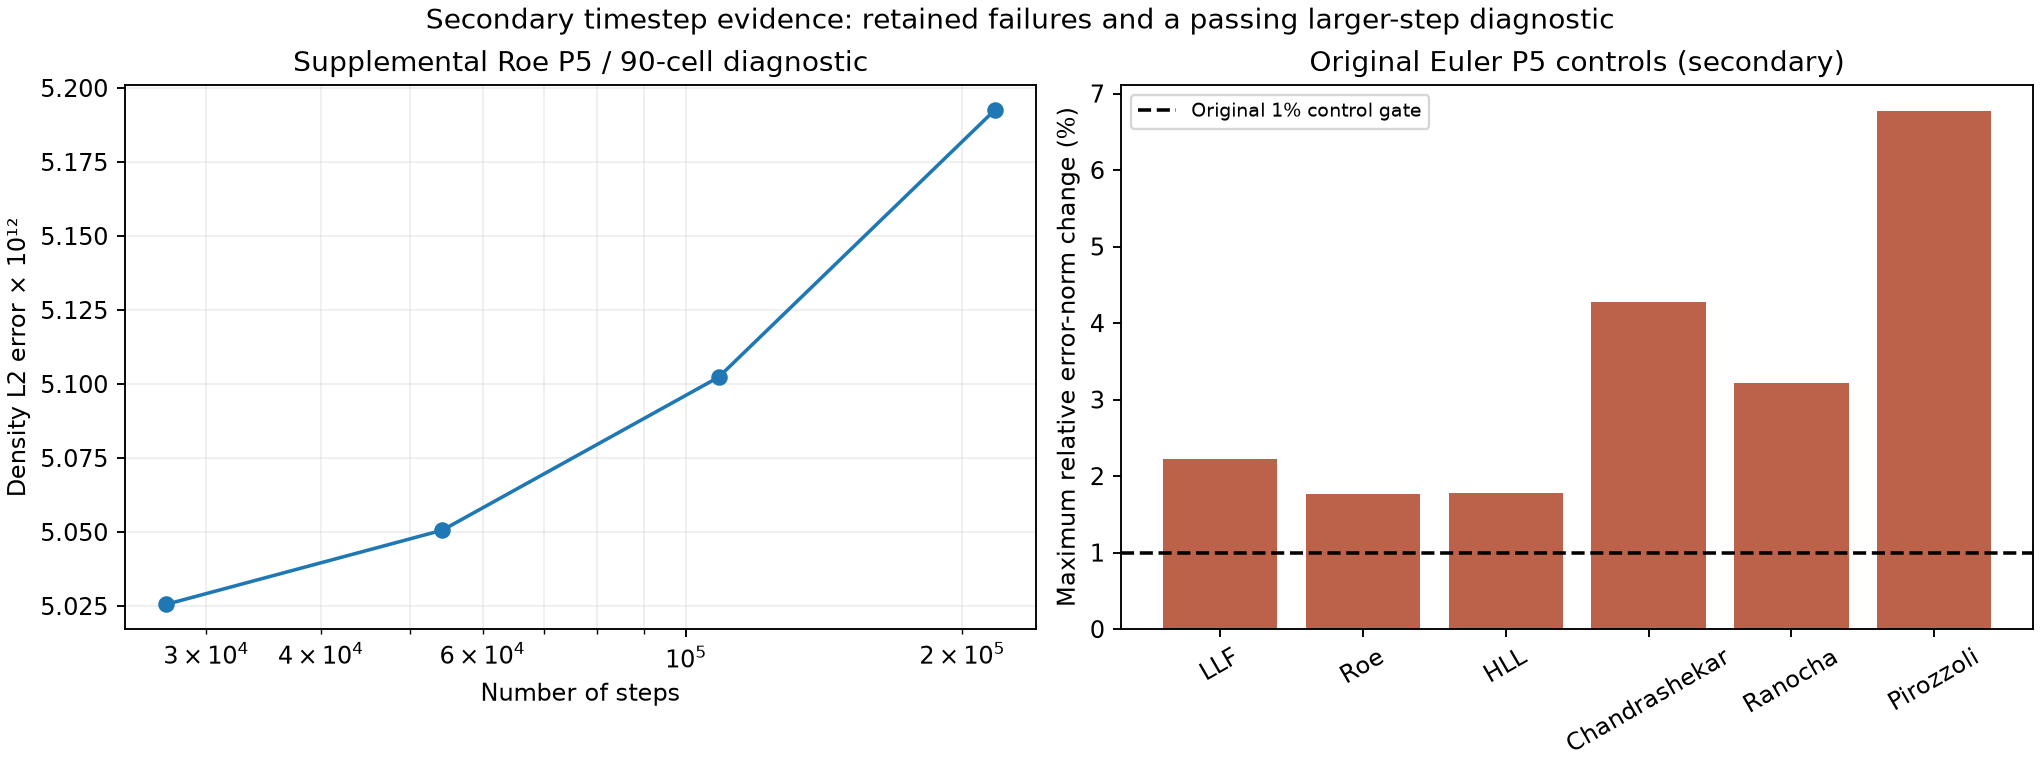 Secondary timestep evidence: retained failures and a passing larger-step diagnostic
Supplemental Roe P5 / 90-cell diagnostic
Density L2 error × 10¹²
5.200
5.175
5.150
5.125
5.100
5.075
5.050
5.025
3 × 10⁴
4 × 10⁴
6 × 10⁴
10⁵
2 × 10⁵
Number of steps
Original Euler P5 controls (secondary)
Maximum relative error-norm change (%)
7
6
5
4
3
2
1
0
Original 1% control gate
LLF
Roe
HLL
Chandrashekar
Ranocha
Pirozzoli